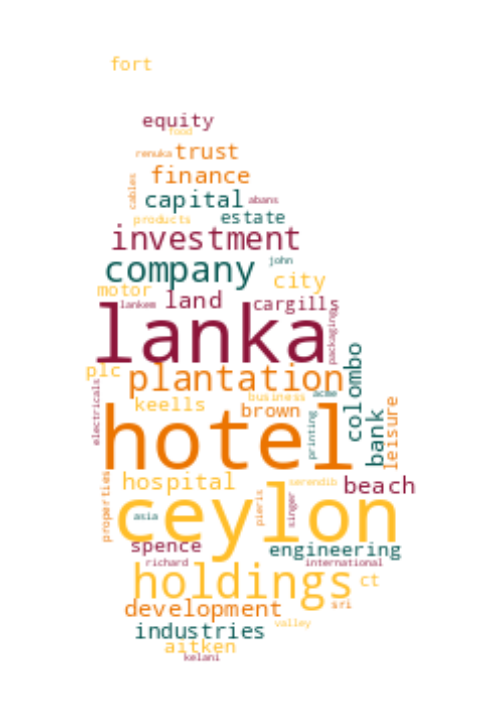 fort
equity
food
renuka trust
finance
cables
capital abans
products estate
investment
john
company
city
motor
lankem land cargills
lanka
packaging
plc plantation
colombo
electricals
keells business acme
brown
leisure
hotel
printing
bank
hospital serendib beach
properties
ceylon
pieris
singer
asia
spence engineering
richard international
holdings ct
development sri
industries valley
aitken
kelani